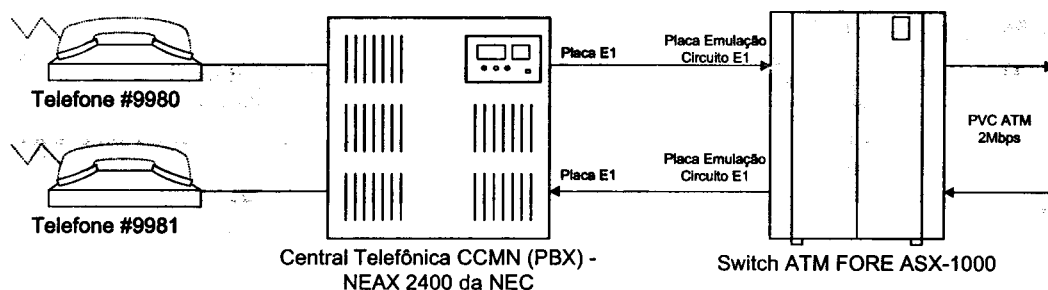 Telefone #9980
Telefone #9981
Placa E1
Placa E1
Central Telefônica CCMN (PBX) -
NEAX 2400 da NEC
Placa Emulação
Circuito E1
Placa Emulação
Circuito E1
Switch ATM FORE ASX-1000
PVC ATM
2Mbps